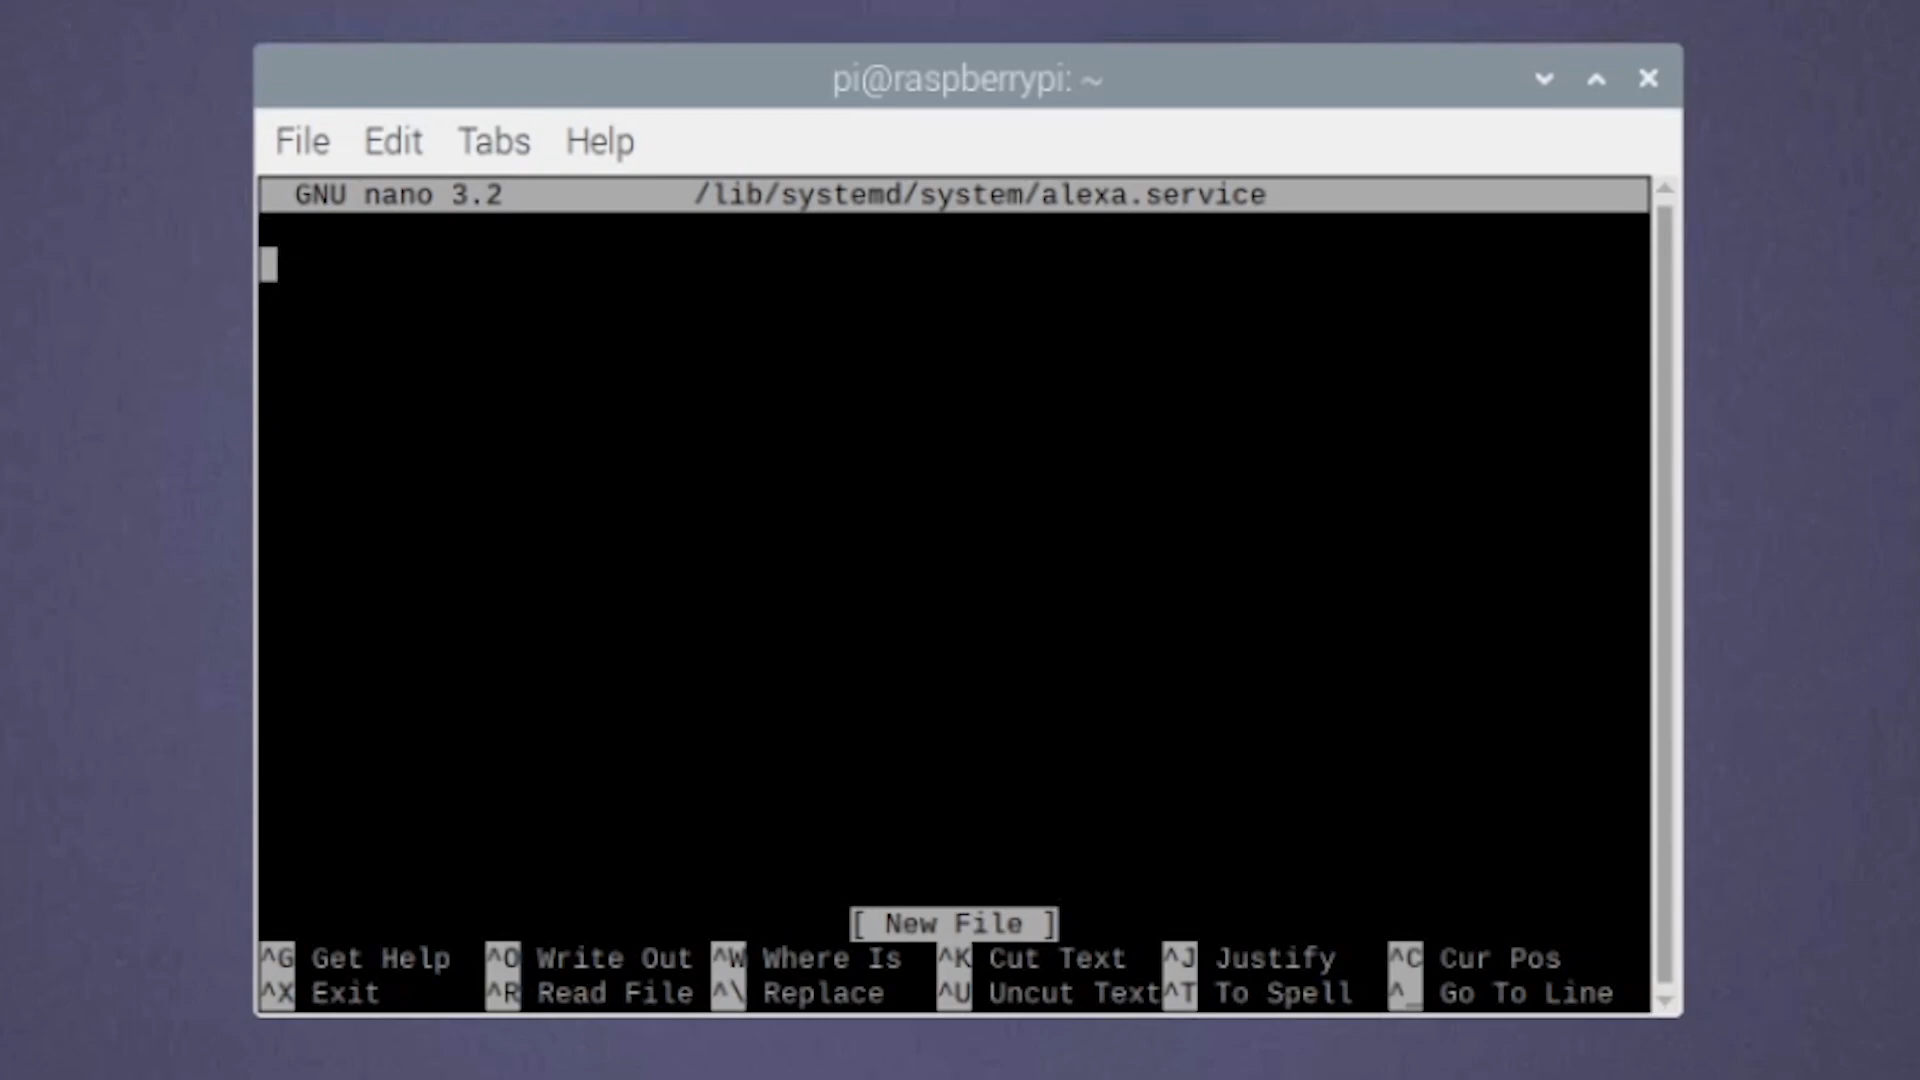 pi@raspberrypi: ~
File Edit Tabs Help
GNU nano 3.2 /lib/systemd/system/alexa.service
[ New File ]
^G Get Help ^O Write Out ^W Where Is ^K Cut Text ^J Justify ^C Cur Pos
^X Exit ^R Read File ^\ Replace ^U Uncut Text ^T To Spell ^_ Go To Line